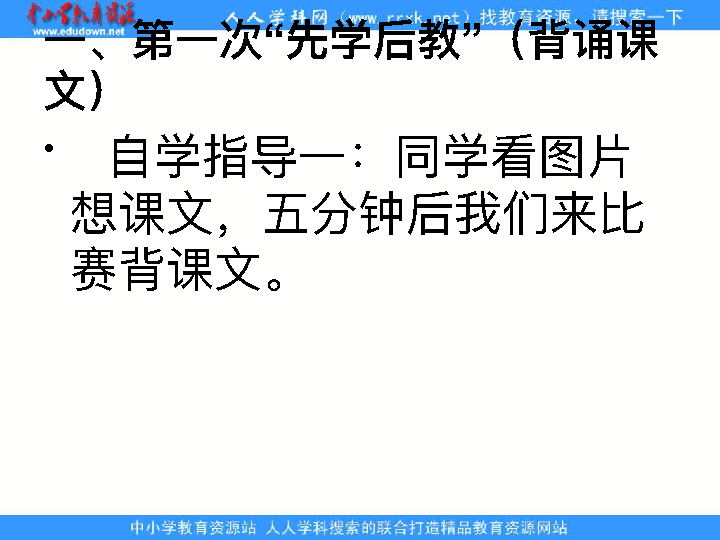 中小学教育资源
www.edudown.net
人人学科网（www.rrxk.net）找教育资源，请搜索一下
一、第一次“先学后教”（背诵课
文）
• 自学指导一：同学看图片
想课文，五分钟后我们来比
赛背课文。
中小学教育资源站 人人学科搜索的联合打造精品教育资源网站